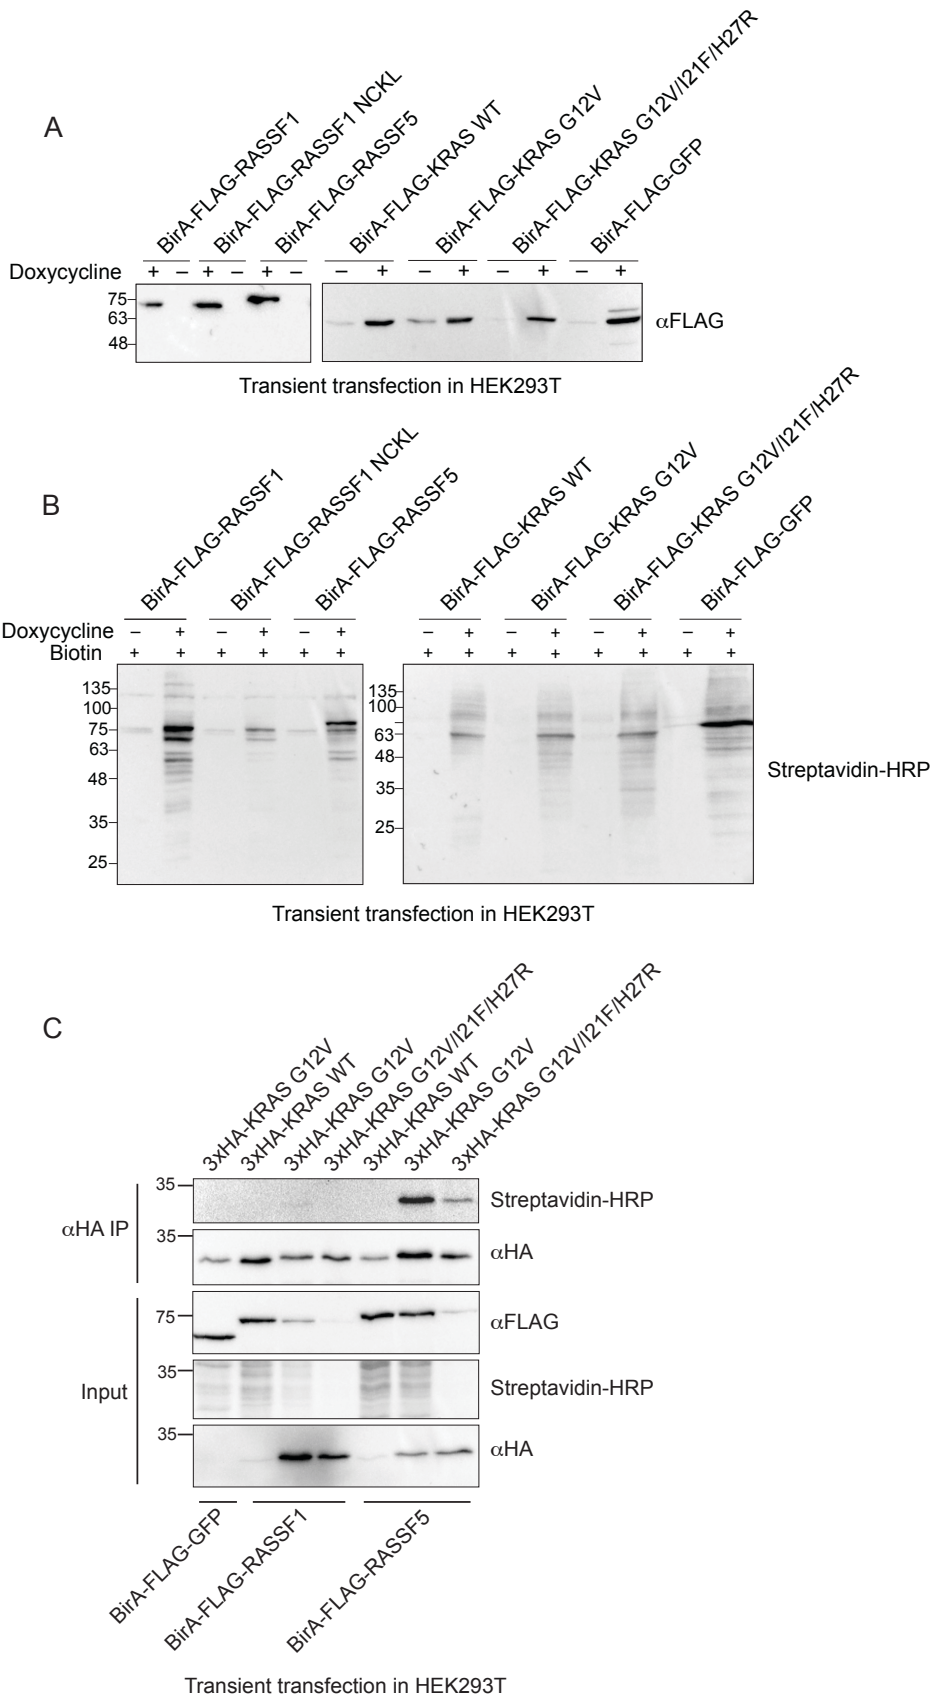 A
BirA-FLAG-RASSF1
BirA-FLAG-RASSF1 NCKL
BirA-FLAG-RASSF5
BirA-FLAG-KRAS WT
BirA-FLAG-KRAS G12V
BirA-FLAG-KRAS G12V/I21F/H27R
BirA-FLAG-GFP
Doxycycline + − + − + − − + − + − + − +
75
63
48
αFLAG
Transient transfection in HEK293T
B
BirA-FLAG-RASSF1
BirA-FLAG-RASSF1 NCKL
BirA-FLAG-RASSF5
BirA-FLAG-KRAS WT
BirA-FLAG-KRAS G12V
BirA-FLAG-KRAS G12V/I21F/H27R
BirA-FLAG-GFP
Doxycycline − + − + − + − + − + − + − +
Biotin + + + + + + + + + + + + + +
135
100
75
63
48
35
25
135
100
63
48
35
25
Streptavidin-HRP
Transient transfection in HEK293T
C
3xHA-KRAS G12V
3xHA-KRAS WT
3xHA-KRAS G12V
3xHA-KRAS G12V/I21F/H27R
3xHA-KRAS WT
3xHA-KRAS G12V
3xHA-KRAS G12V/I21F/H27R
αHA IP
35
Streptavidin-HRP
35
αHA
Input
75
αFLAG
35
Streptavidin-HRP
35
αHA
BirA-FLAG-GFP
BirA-FLAG-RASSF1
BirA-FLAG-RASSF5
Transient transfection in HEK293T